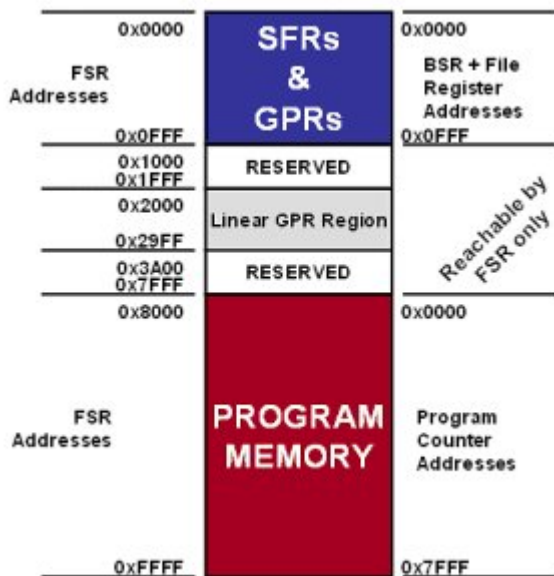 0x0000
SFRs
0x0000
FSR
Addresses
&
BSR + File
Register
Addresses
GPRs
0x0FFF
0x0FFF
0x1000
0x1FFF
RESERVED
0x2000
0x29FF
Linear GPR Region
Reachable by
FSR only
0x3A00
0x7FFF
RESERVED
0x8000
0x0000
FSR
Addresses
PROGRAM
MEMORY
Program
Counter
Addresses
0xFFFF
0x7FFF